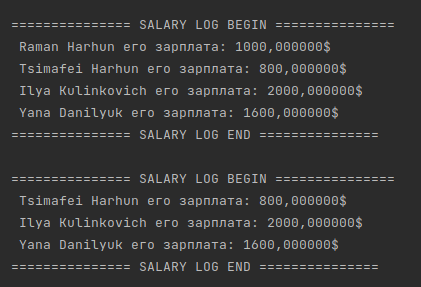 =============== SALARY LOG BEGIN ===============
Raman Harhun его зарплата: 1000,000000$
Tsimafei Harhun его зарплата: 800,000000$
Ilya Kulinkovich его зарплата: 2000,000000$
Yana Danilyuk его зарплата: 1600,000000$
=============== SALARY LOG END ===============
=============== SALARY LOG BEGIN ===============
Tsimafei Harhun его зарплата: 800,000000$
Ilya Kulinkovich его зарплата: 2000,000000$
Yana Danilyuk его зарплата: 1600,000000$
=============== SALARY LOG END ===============